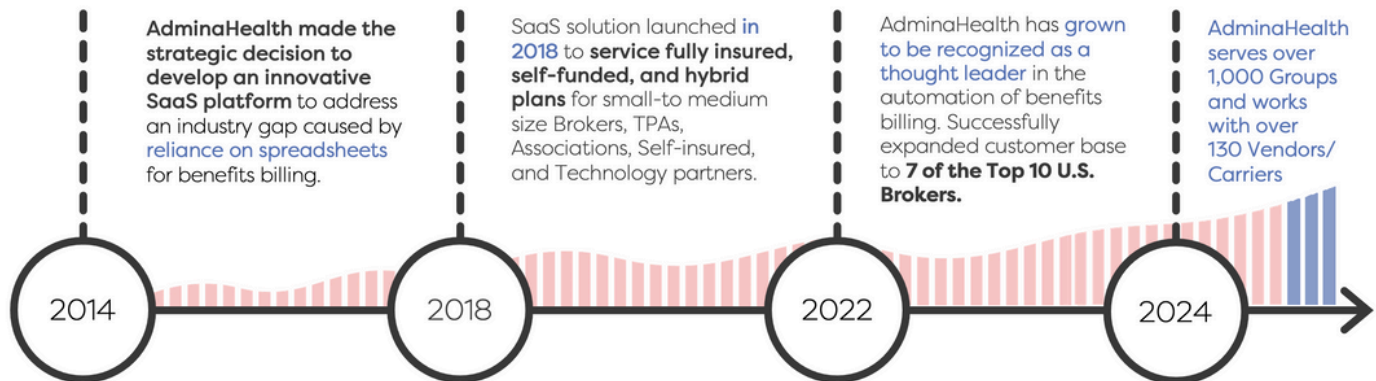 AdminaHealth made the
strategic decision to
develop an innovative
SaaS platform to address
an industry gap caused by
reliance on spreadsheets
for benefits billing.
SaaS solution launched in
2018 to service fully insured,
self-funded, and hybrid
plans for small-to medium
size Brokers, TPAs,
Associations, Self-insured,
and Technology partners.
AdminaHealth has grown
to be recognized as a
thought leader in the
automation of benefits
billing. Successfully
expanded customer base
to 7 of the Top 10 U.S.
Brokers.
AdminaHealth
serves over
1,000 Groups
and works
with over
130 Vendors/
Carriers
2014
2018
2022
2024